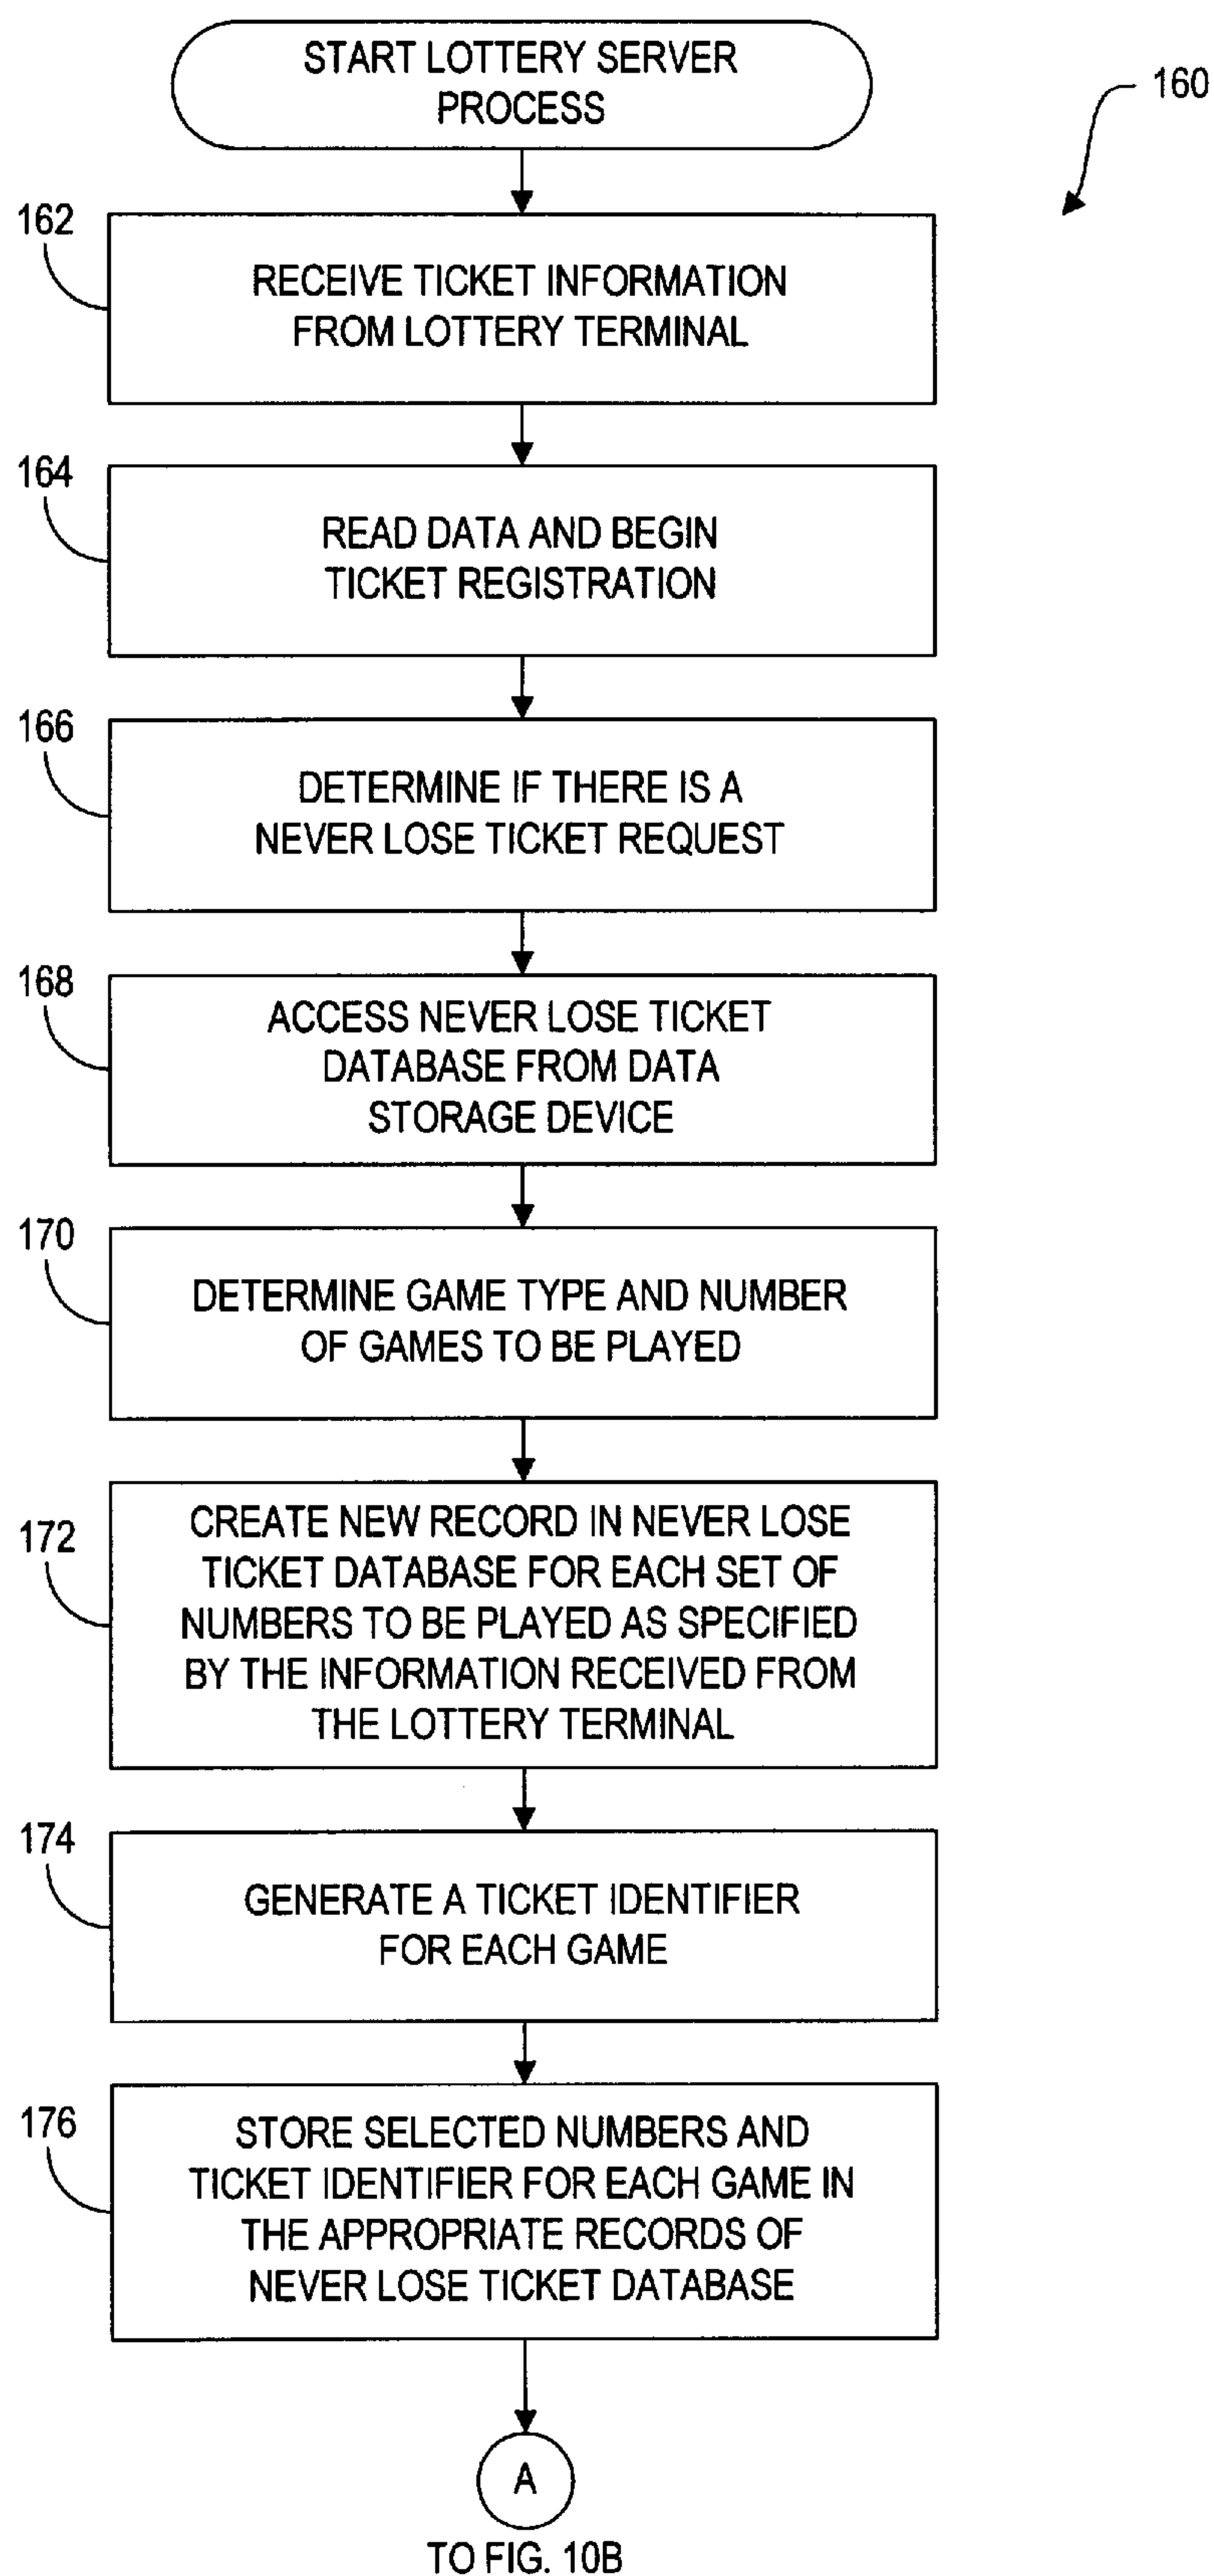 START LOTTERY SERVER
PROCESS
160
162
RECEIVE TICKET INFORMATION
FROM LOTTERY TERMINAL
164
READ DATA AND BEGIN
TICKET REGISTRATION
166
DETERMINE IF THERE IS A
NEVER LOSE TICKET REQUEST
168
ACCESS NEVER LOSE TICKET
DATABASE FROM DATA
STORAGE DEVICE
170
DETERMINE GAME TYPE AND NUMBER
OF GAMES TO BE PLAYED
172
CREATE NEW RECORD IN NEVER LOSE
TICKET DATABASE FOR EACH SET OF
NUMBERS TO BE PLAYED AS SPECIFIED
BY THE INFORMATION RECEIVED FROM
THE LOTTERY TERMINAL
174
GENERATE A TICKET IDENTIFIER
FOR EACH GAME
176
STORE SELECTED NUMBERS AND
TICKET IDENTIFIER FOR EACH GAME IN
THE APPROPRIATE RECORDS OF
NEVER LOSE TICKET DATABASE
A
TO FIG. 10B